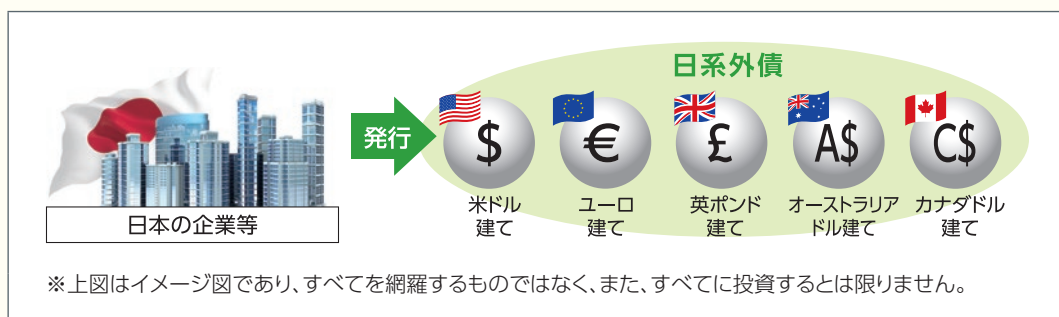 日系外債
発行
$
€
£
A$
C$
日本の企業等
米ドル
建て
ユーロ
建て
英ポンド
建て
オーストラリア
ドル建て
カナダドル
建て
※上図はイメージ図であり、すべてを網羅するものではなく、また、すべてに投資するとは限りません。